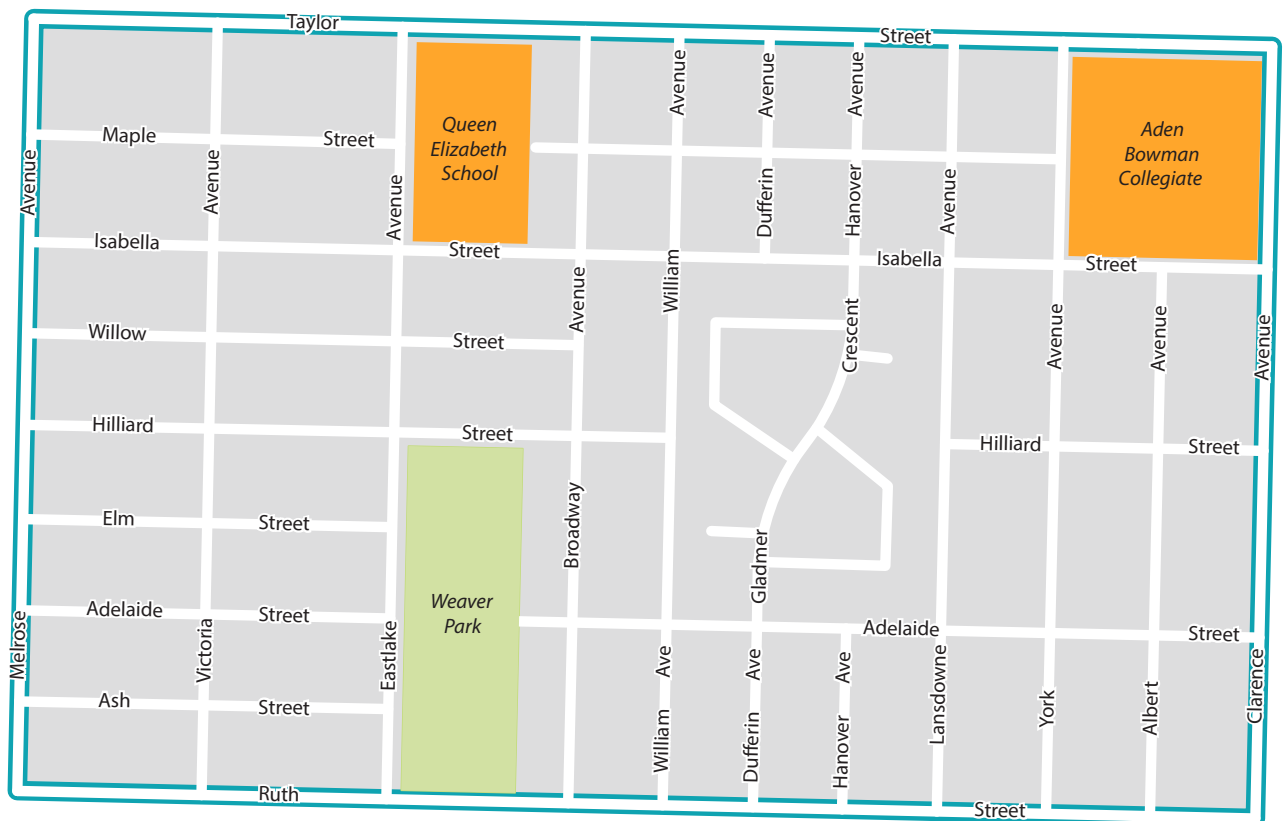 Taylor
Street
Avenue
Avenue
Avenue
Queen
Elizabeth
School
Aden
Bowman
Collegiate
Maple
Street
Avenue
Avenue
Avenue
Avenue
Dufferin
Hanover
Isabella
Street
Isabella
Street
Avenue
William
Crescent
Avenue
Avenue
Avenue
Willow
Street
Hilliard
Street
Hilliard
Street
Elm
Street
Broadway
Gladmer
Weaver
Park
Adelaide
Street
Adelaide
Street
Melrose
Victoria
Eastlake
Ave
Ave
Ave
William
Dufferin
Hanover
Lansdowne
York
Albert
Clarence
Ash
Street
Ruth
Street